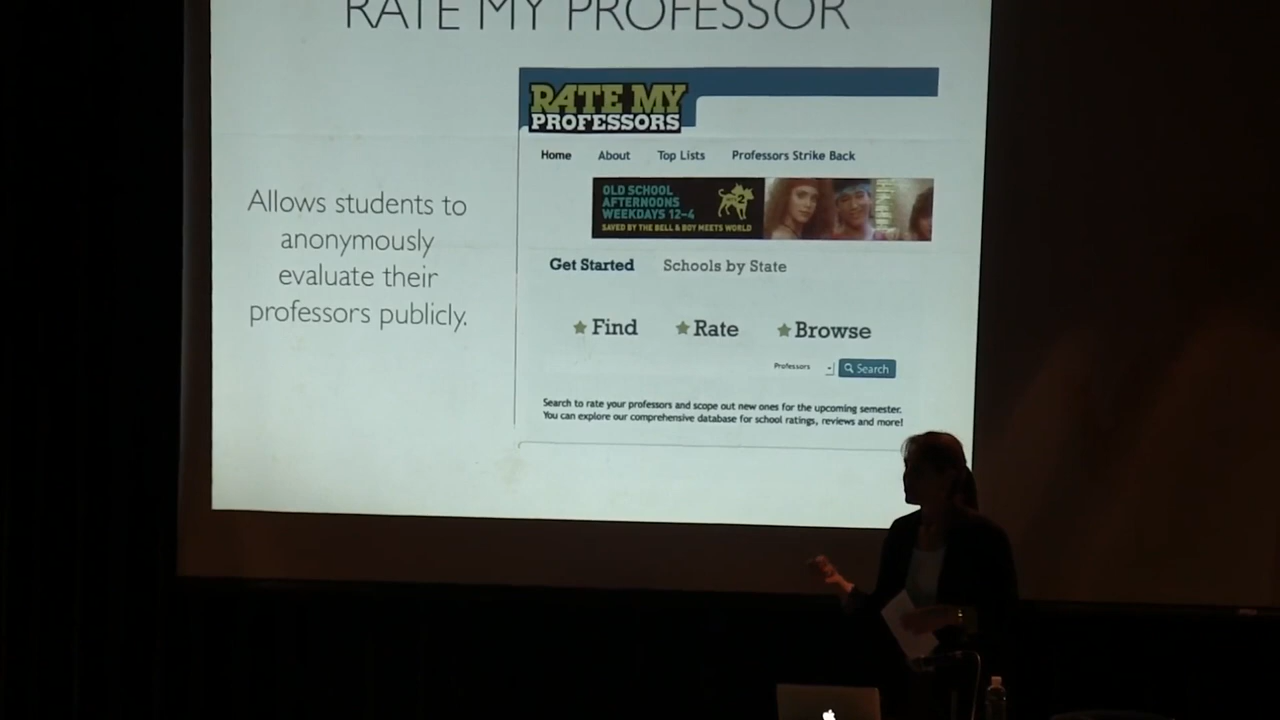 RATE MY PROFESSOR
RATE MY
PROFESSORS
Home About Top Lists Professors Strike Back
OLD SCHOOL
AFTERNOONS
WEEKDAYS 12-4
SAVED BY THE BELL & BOY MEETS WORLD
2
Allows students to
anonymously
evaluate their
professors publicly.
Get Started Schools by State
Find Rate Browse
Professors Search
Search to rate your professors and scope out new ones for the upcoming semester.
You can explore our comprehensive database for school ratings, reviews and more!